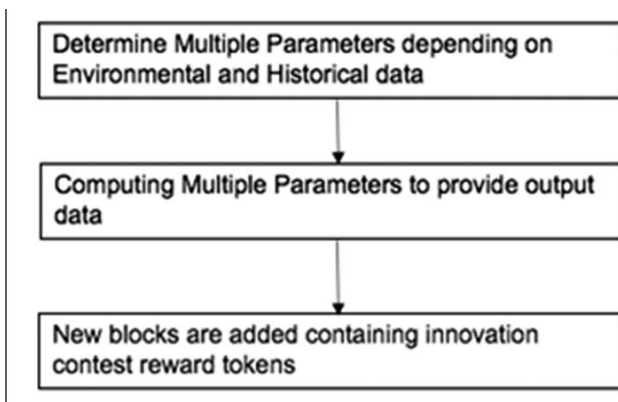 Determine Multiple Parameters depending on
Environmental and Historical data
Computing Multiple Parameters to provide output
data
New blocks are added containing innovation
contest reward tokens